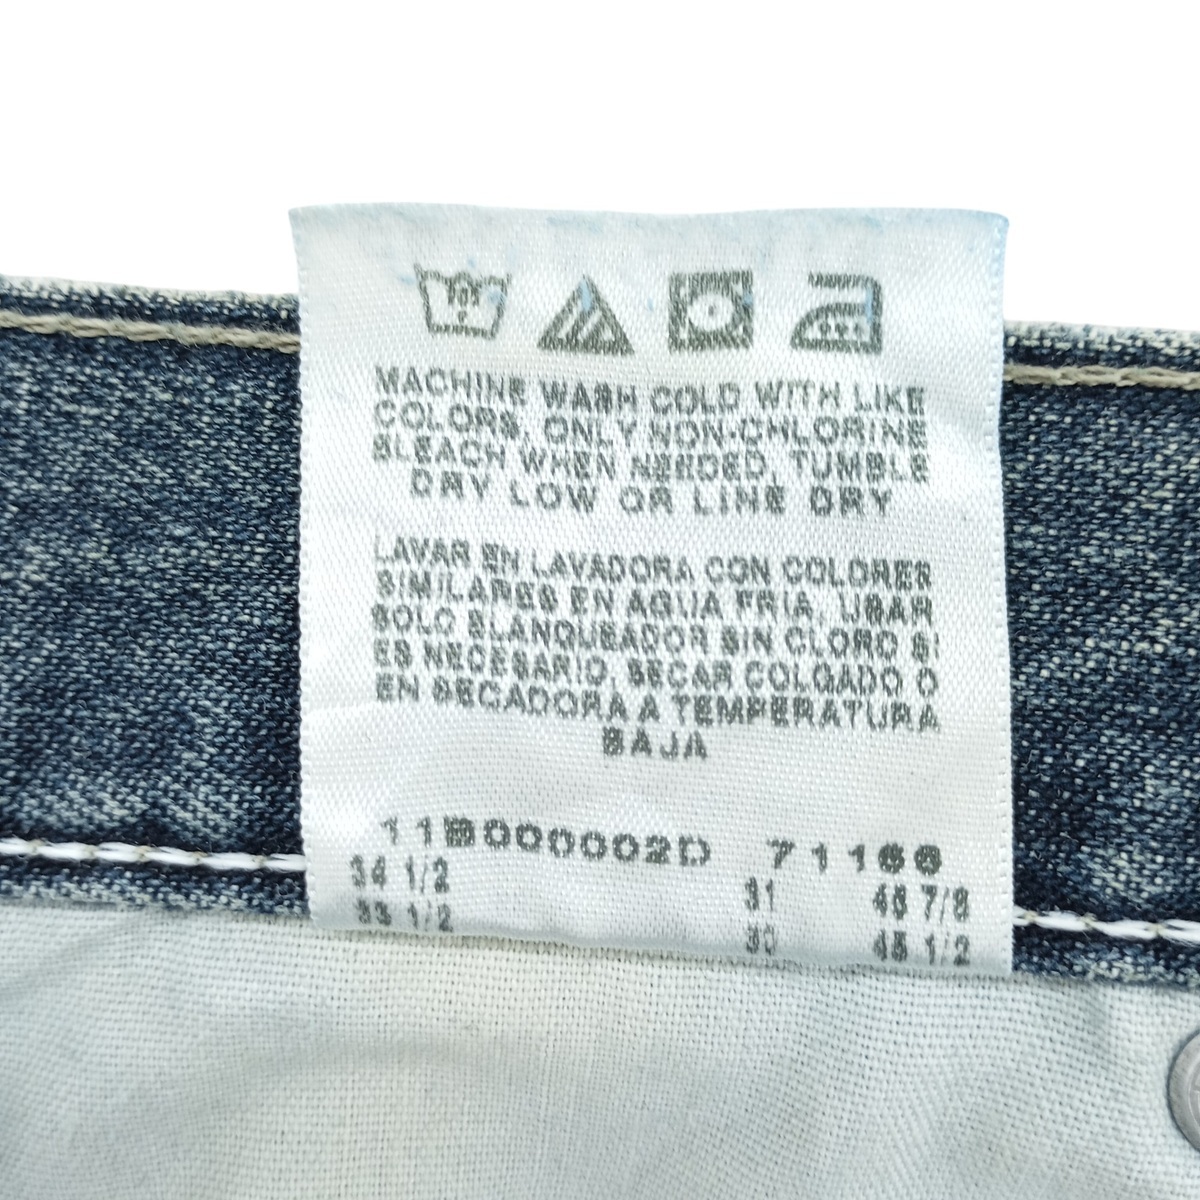 MACHINE WASH COLD WITH LIKE
COLORS, ONLY NON-CHLORINE
BLEACH WHEN NEEDED, TUMBLE
DRY LOW OR LINE DRY
LAVAR EN LAVADORA CON COLORES
SIMILARES EN AGUA FRIA, USAR
SOLO BLANQUEADOR SIN CLORO SI
ES NECESARIO, SECAR COLGADO O
EN SECADORA A TEMPERATURA
BAJA
11B000002D 71166
34 1/2 31 45 7/8
33 1/2 30 45 1/2